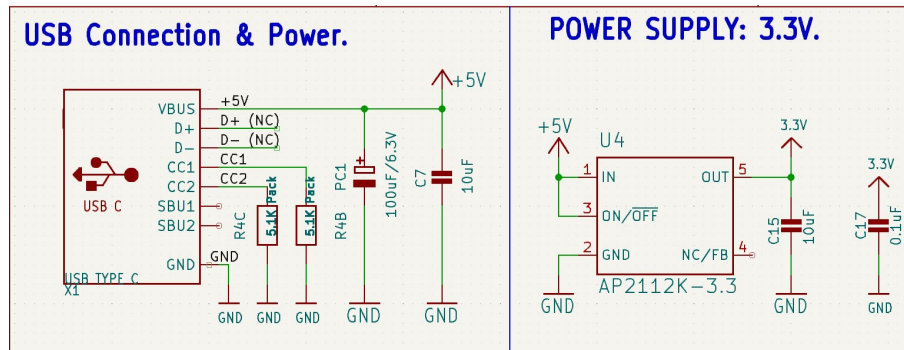 USB Connection & Power.
+5V
VBUS
+5V
D+
D+ (NC)
D-
D- (NC)
CC1
CC1
CC2
CC2
SBU1
SBU2
GND
GND
USB C
USB TYPE C
X1
R4C
5.1K Pack
5.1K Pack
R4B
PC1
+
100uF/6.3V
C7
10uF
GND
GND
GND
GND
GND
POWER SUPPLY: 3.3V.
+5V
U4
3.3V
3.3V
1
IN
OUT
5
3
ON/OFF
2
GND
NC/FB
4
AP2112K-3.3
C15
10uF
C17
0.1uF
GND
GND
GND